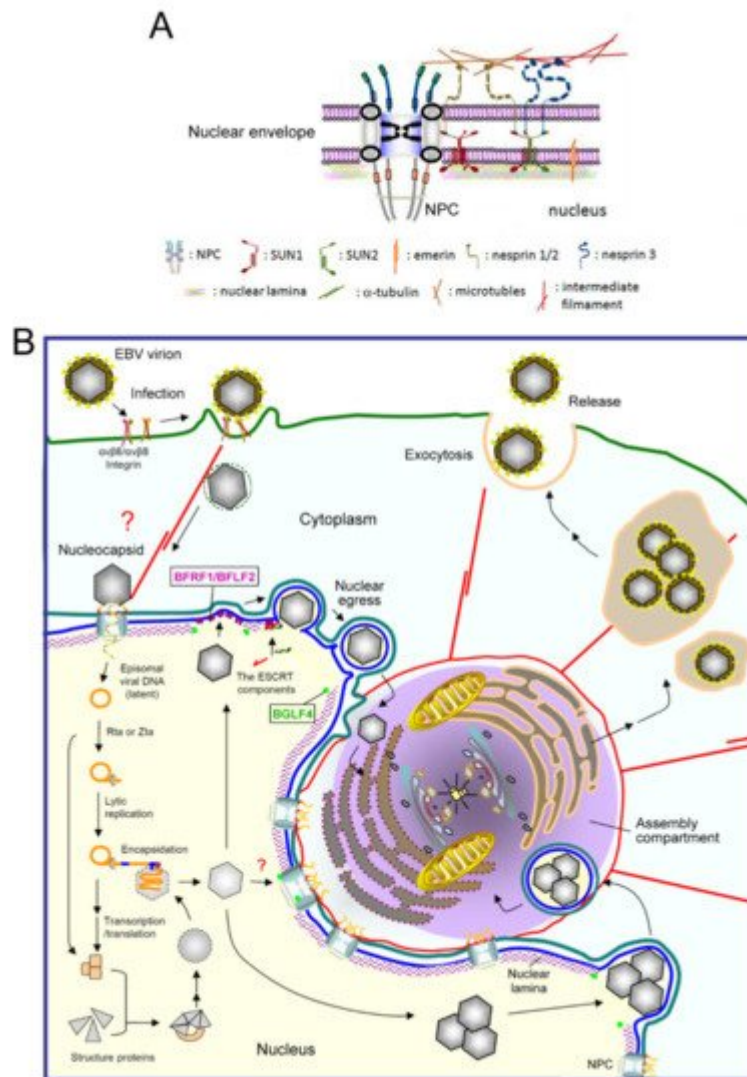 A
Nuclear envelope
NPC
nucleus
: NPC
: SUN1
: SUN2
: emerin
: nesprin 1/2
: nesprin 3
: nuclear lamina
: α-tubulin
: microtubles
: intermediate
filmament
B
EBV virion
Infection
αvβ6/αvβ8
Integrin
Release
Exocytosis
?
Cytoplasm
Nucleocapsid
BFRF1/BFLF2
Nuclear
egress
Episomal
viral DNA
(latent)
The ESCRT
components
BGLF4
Rta or Zta
Lytic
replication
Encapsidation
?
Assembly
compartment
Transcription
/translation
Nuclear
lamina
Structure proteins
Nucleus
NPC